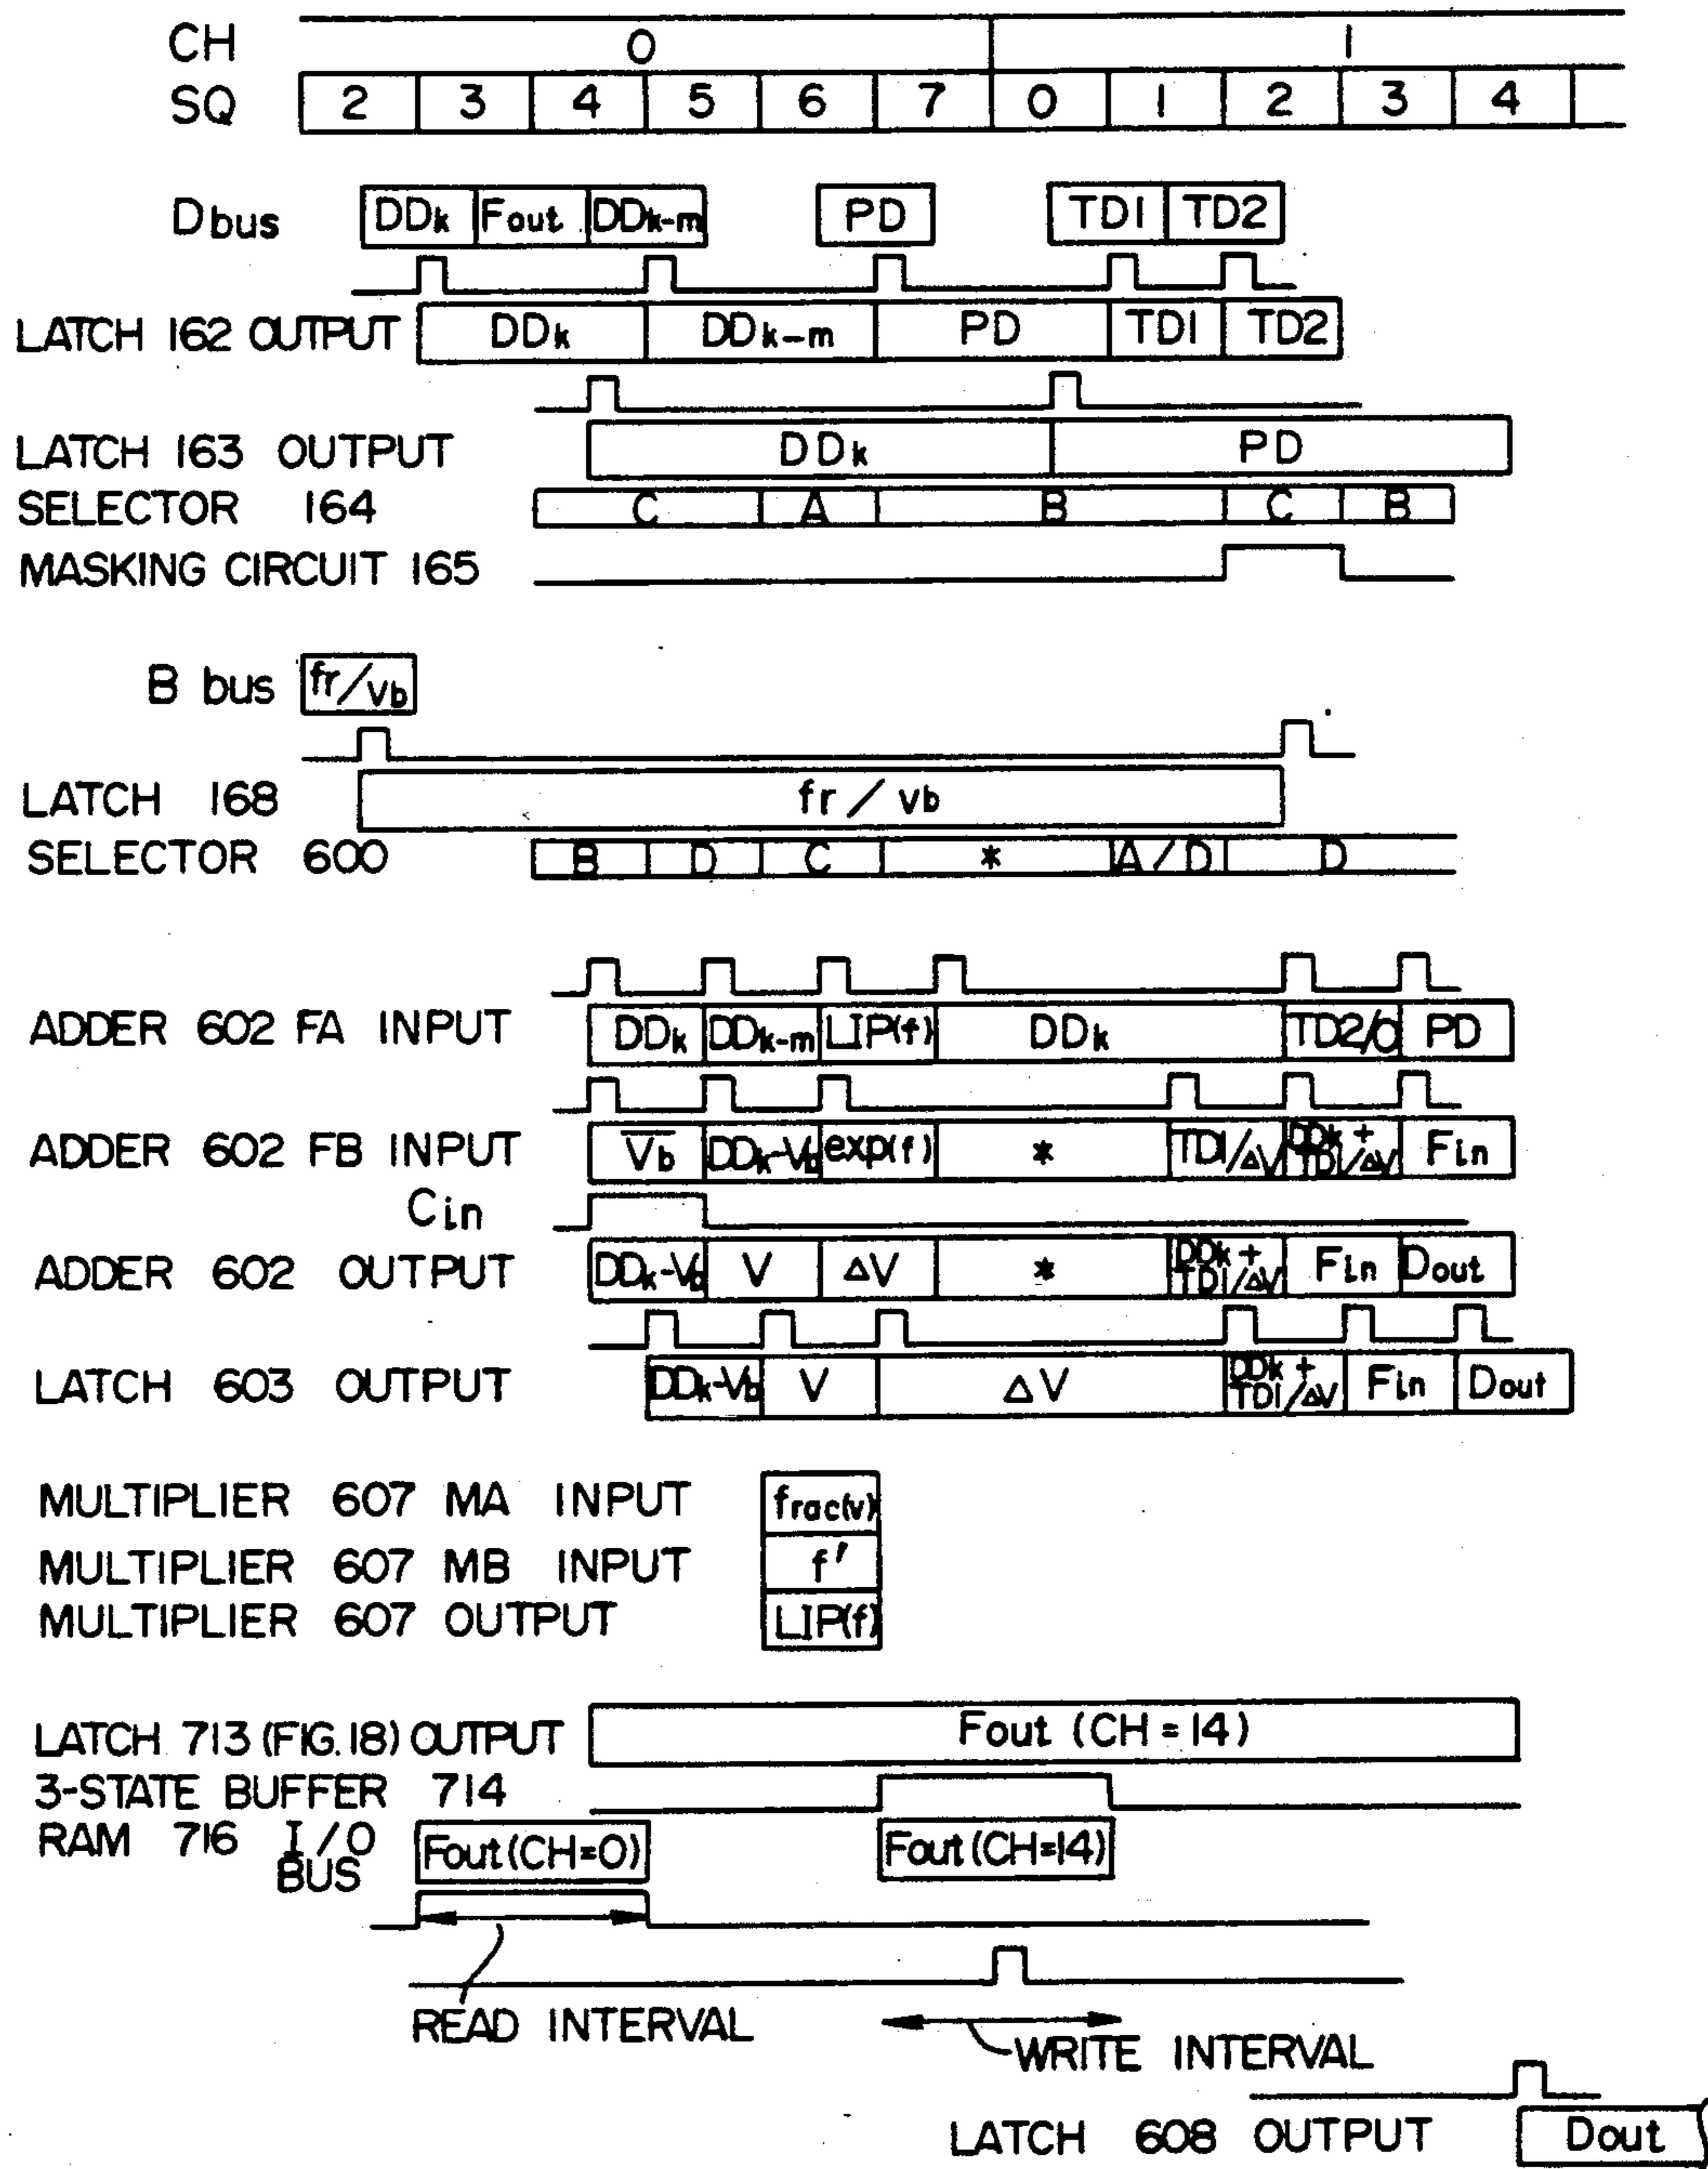 CH 0 1
SQ 2 3 4 5 6 7 0 1 2 3 4
D bus DDk Fout DDk-m PD TD1 TD2
LATCH 162 OUTPUT DDk DDk-m PD TD1 TD2
LATCH 163 OUTPUT DDk PD
SELECTOR 164 C A B C B
MASKING CIRCUIT 165
B bus fr/vb
LATCH 168 fr/vb
SELECTOR 600 B D C * A/D D
ADDER 602 FA INPUT DDk DDk-m LIP(f) DDk TD2/0 PD
ADDER 602 FB INPUT V̅b̅ DDk-Vb exp(f) * TD1/ΔV DDk + TD1/ΔV Fin
Cin
ADDER 602 OUTPUT DDk-Vb V ΔV * DDk + TD1/ΔV Fin Dout
LATCH 603 OUTPUT DDk-Vb V ΔV DDk + TD1/ΔV Fin Dout
MULTIPLIER 607 MA INPUT frac(v)
MULTIPLIER 607 MB INPUT f'
MULTIPLIER 607 OUTPUT LIP(f)
LATCH 713 (FIG.18) OUTPUT Fout (CH=14)
3-STATE BUFFER 714
RAM 716 I/O BUS Fout(CH=0) Fout(CH=14)
READ INTERVAL
WRITE INTERVAL
LATCH 608 OUTPUT Dout